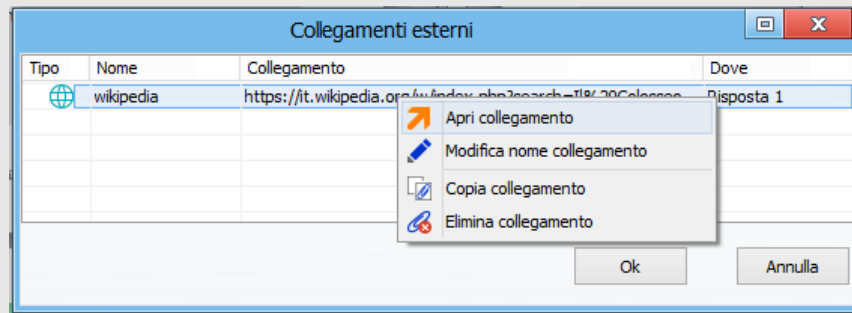 Collegamenti esterni
Tipo Nome Collegamento Dove
wikipedia https://it.wikipedia.org/w/index.php?search=Il%20Colosseo Risposta 1
Apri collegamento
Modifica nome collegamento
Copia collegamento
Elimina collegamento
Ok Annulla